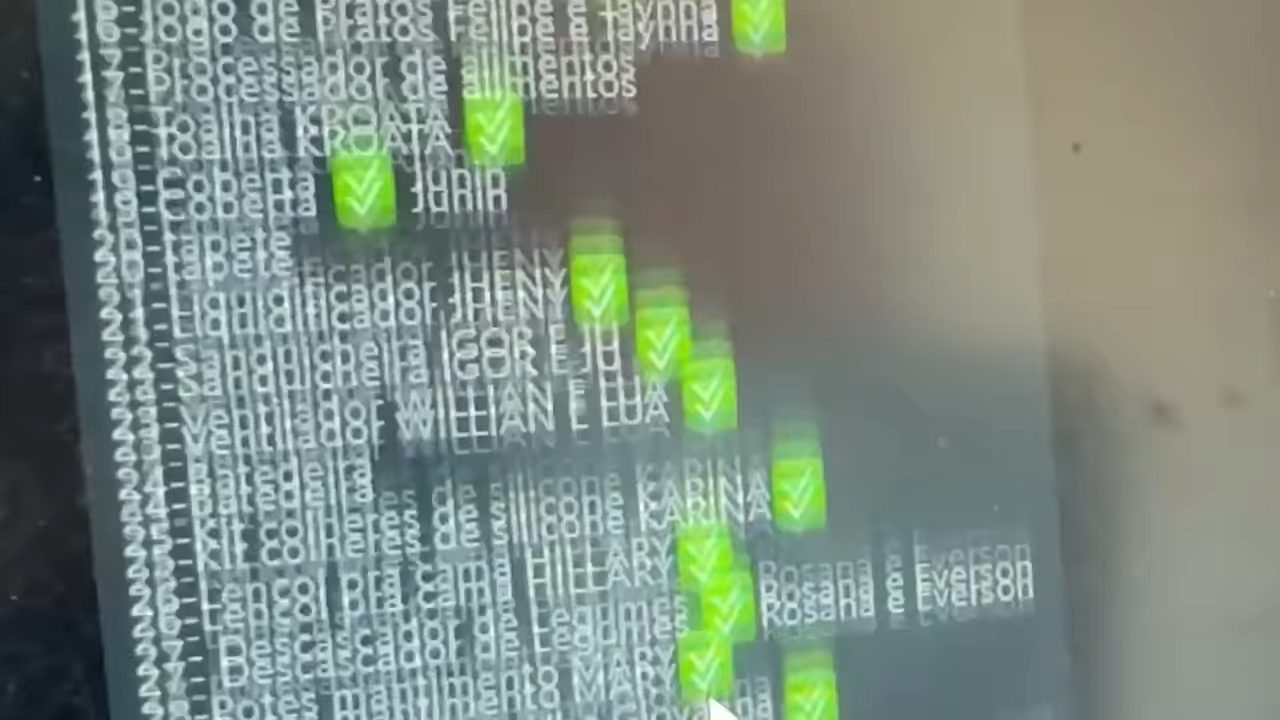 16-Jogo de Pratos Felipe e Taynna ✅
17- Processador de alimentos
18- Toalha KROATA ✅
19- Coberta ✅ Junin
20- tapete
21- Liquidificador JHENY ✅
22- Sanduicheira IGOR E JU ✅
23- Ventilador WILLIAN E LUA ✅
24- Batedeira
25- Kit colheres de silicone KARINA ✅
26- Lençol pra cama HILLARY ✅
27- Descascador de Legumes ✅ Rosana e Everson
Potes mantimento MARY ✅